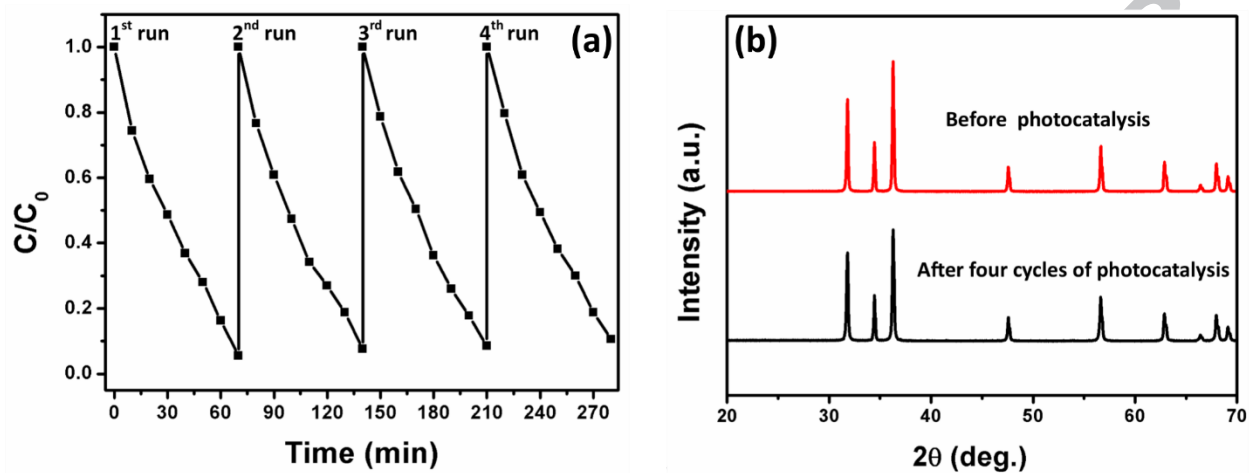 1st run 2nd run 3rd run 4th run (a)
1.0
0.8
0.6
0.4
0.2
0.0
C/C0
0 30 60 90 120 150 180 210 240 270
Time (min)
(b)
Before photocatalysis
After four cycles of photocatalysis
Intensity (a.u.)
20 30 40 50 60 70
2θ (deg.)